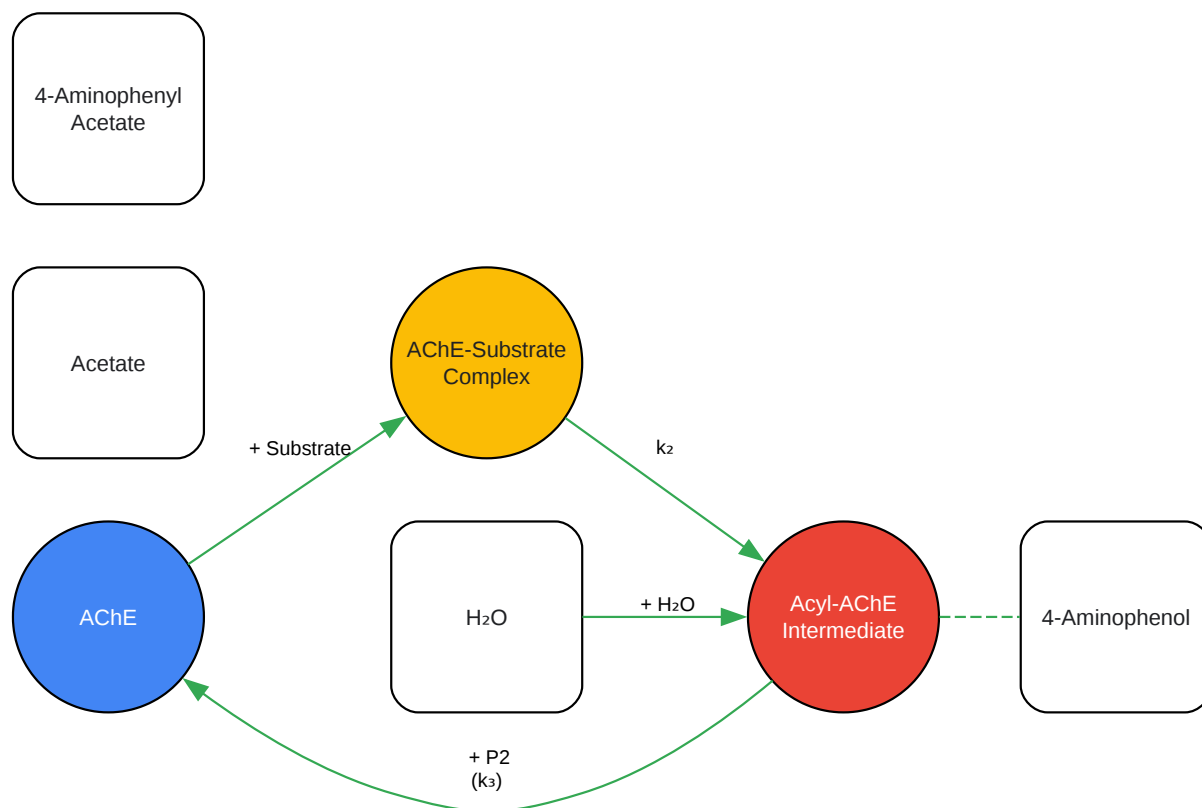 4-Aminophenyl
Acetate
Acetate
AChE-Substrate
Complex
+ Substrate
k₂
AChE
H₂O
+ H₂O
Acyl-AChE
Intermediate
4-Aminophenol
+ P2
(k₃)